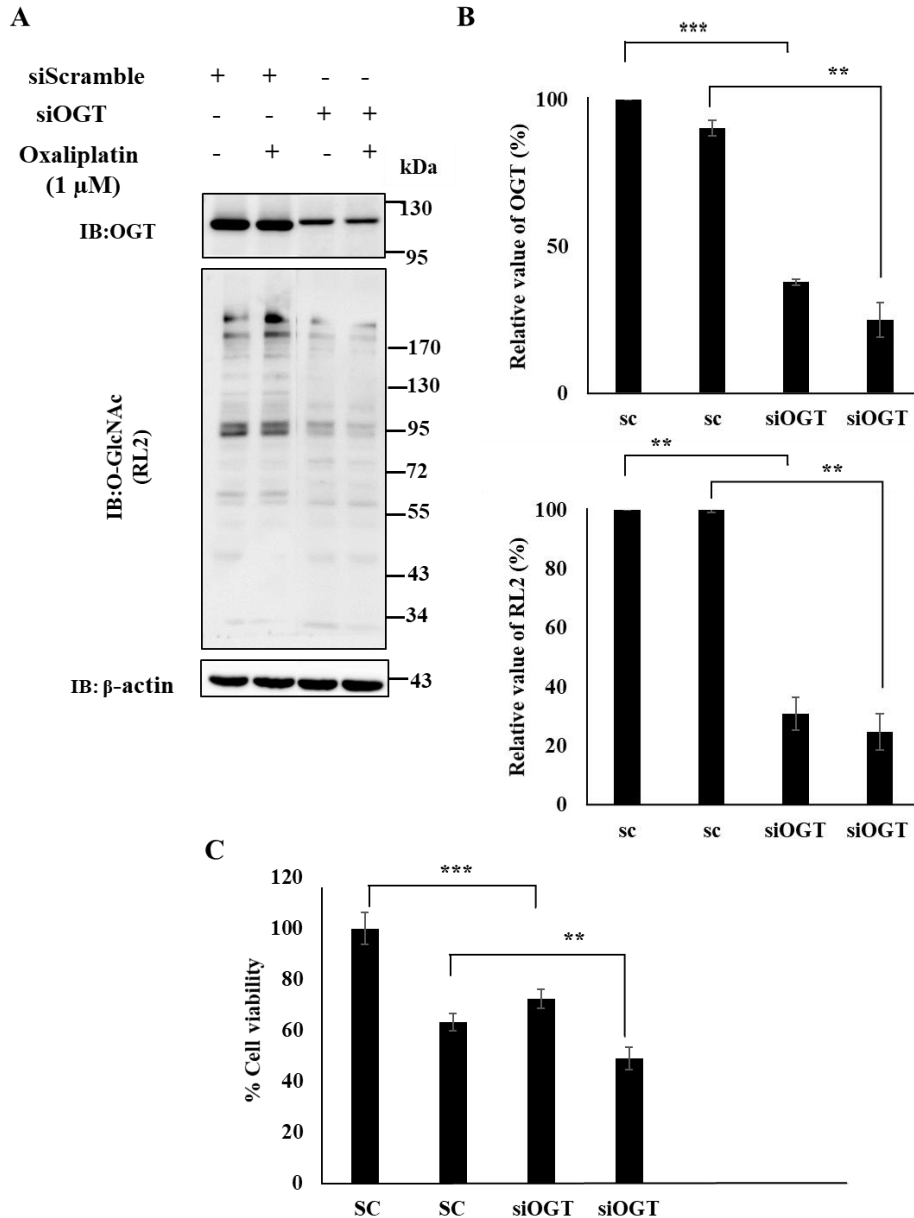 A
siScramble + + - -
siOGT - - + +
Oxaliplatin - + - + kDa
(1 µM)
IB:OGT
130
95
IB:O-GlcNAc
(RL2)
170
130
95
72
55
43
34
IB: β-actin
43
B
***
**
Relative value of OGT (%)
100
50
0
sc sc siOGT siOGT
**
**
Relative value of RL2 (%)
100
80
60
40
20
0
sc sc siOGT siOGT
C
***
**
% Cell viability
120
100
80
60
40
20
0
SC SC siOGT siOGT